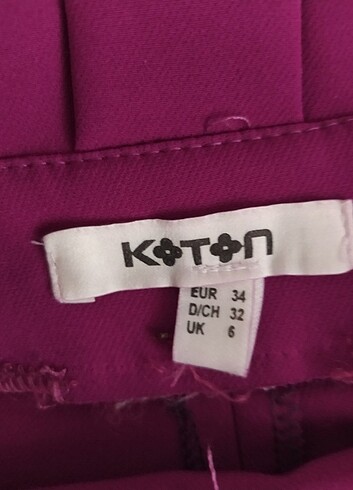 KOTON
EUR 34
D/CH 32
UK 6